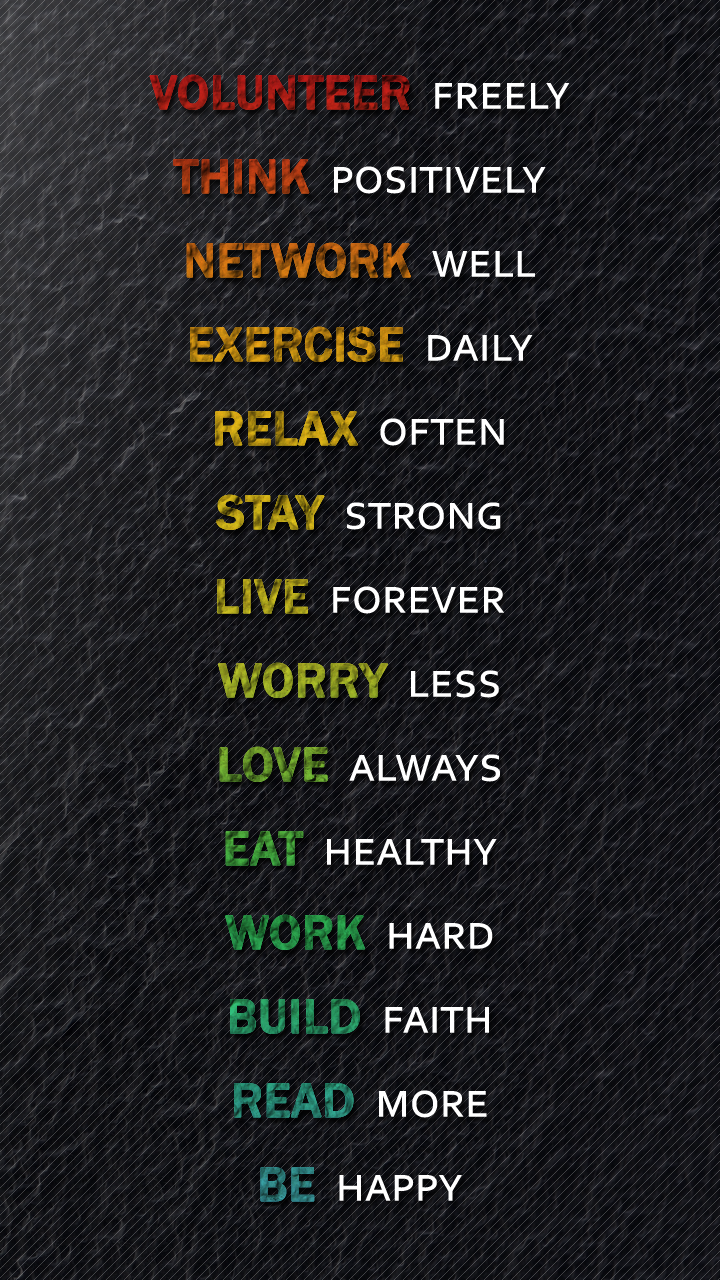 VOLUNTEER FREELY
THINK POSITIVELY
NETWORK WELL
EXERCISE DAILY
RELAX OFTEN
STAY STRONG
LIVE FOREVER
WORRY LESS
LOVE ALWAYS
EAT HEALTHY
WORK HARD
BUILD FAITH
READ MORE
BE HAPPY